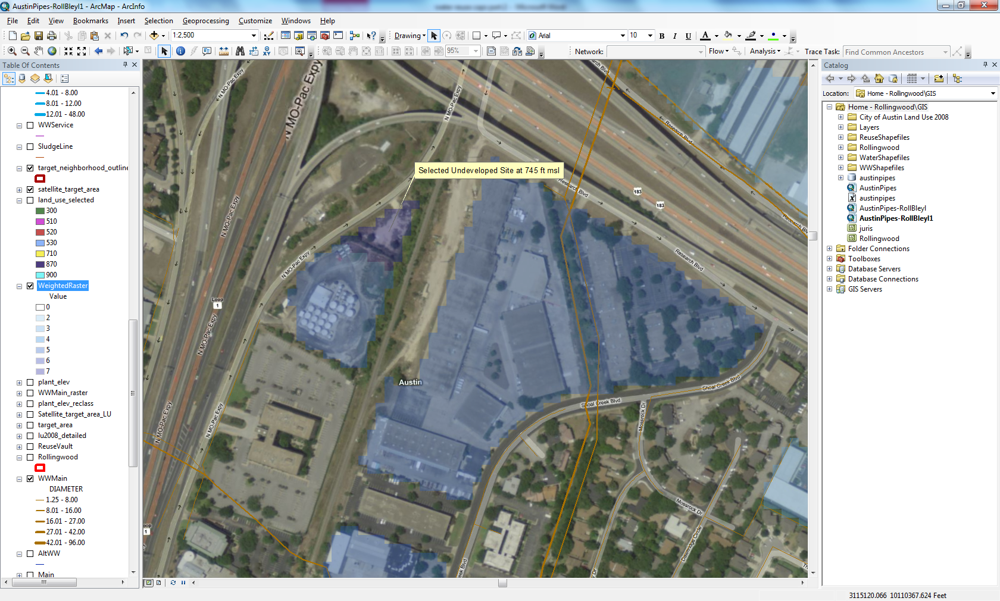 AustinPipes-RollBleyl1 - ArcMap - ArcInfo
File Edit View Bookmarks Insert Selection Geoprocessing Customize Windows Help
1:2,500 Drawing Arial 10 B I U A
95% Network: Flow Analysis Trace Task: Find Common Ancestors
Table Of Contents
4.01 - 8.00
8.01 - 12.00
12.01 - 48.00
WWService
SludgeLine
target_neighborhood_outline
satellite_target_area
land_use_selected
300
510
520
530
710
870
900
WeightedRaster
Value
0
2
3
4
5
6
7
plant_elev
WWMain_raster
plant_elev_reclass
Satellite_target_area_LU
target_area
lu2008_detailed
ReuseVault
Rollingwood
WWMain
DIAMETER
1.25 - 8.00
8.01 - 16.00
16.01 - 27.00
27.01 - 42.00
42.01 - 96.00
AltWW
Main
N MO-Pac Expy
N MO-Pac Expy
N MO-Pac Expy
Research Blvd
Selected Undeveloped Site at 745 ft msl
Research Blvd
183
183
N MO-Pac Expy
N MO-Pac Expy
Research Blvd
Loop
1
N MO-Pac Expy
Austin
Shoal Creek Blvd
Shoal Creek Blvd
N MO-Pac Expy
N MO-Pac Expy
Mossrock Dr
Mossrock Dr
1
Dawnridge Circle
Catalog
Location: Home - Rollingwood\GIS
Home - Rollingwood\GIS
City of Austin Land Use 2008
Layers
ReuseShapefiles
Rollingwood
WaterShapefiles
WWShapefiles
austinpipes
AustinPipes
austinpipes
AustinPipes-RollBleyl
AustinPipes-RollBleyl1
juris
Rollingwood
Folder Connections
Toolboxes
Database Servers
Database Connections
GIS Servers
3115120.066 10110367.624 Feet